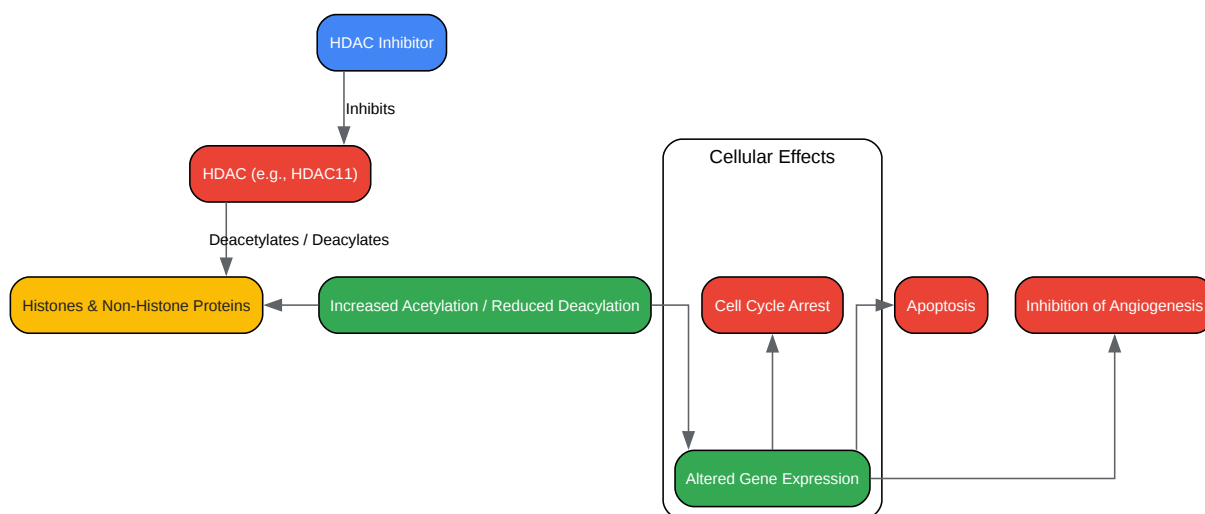 HDAC Inhibitor
Inhibits
Cellular Effects
HDAC (e.g., HDAC11)
Deacetylates / Deacylates
Histones & Non-Histone Proteins
Increased Acetylation / Reduced Deacylation
Cell Cycle Arrest
Apoptosis
Inhibition of Angiogenesis
Altered Gene Expression